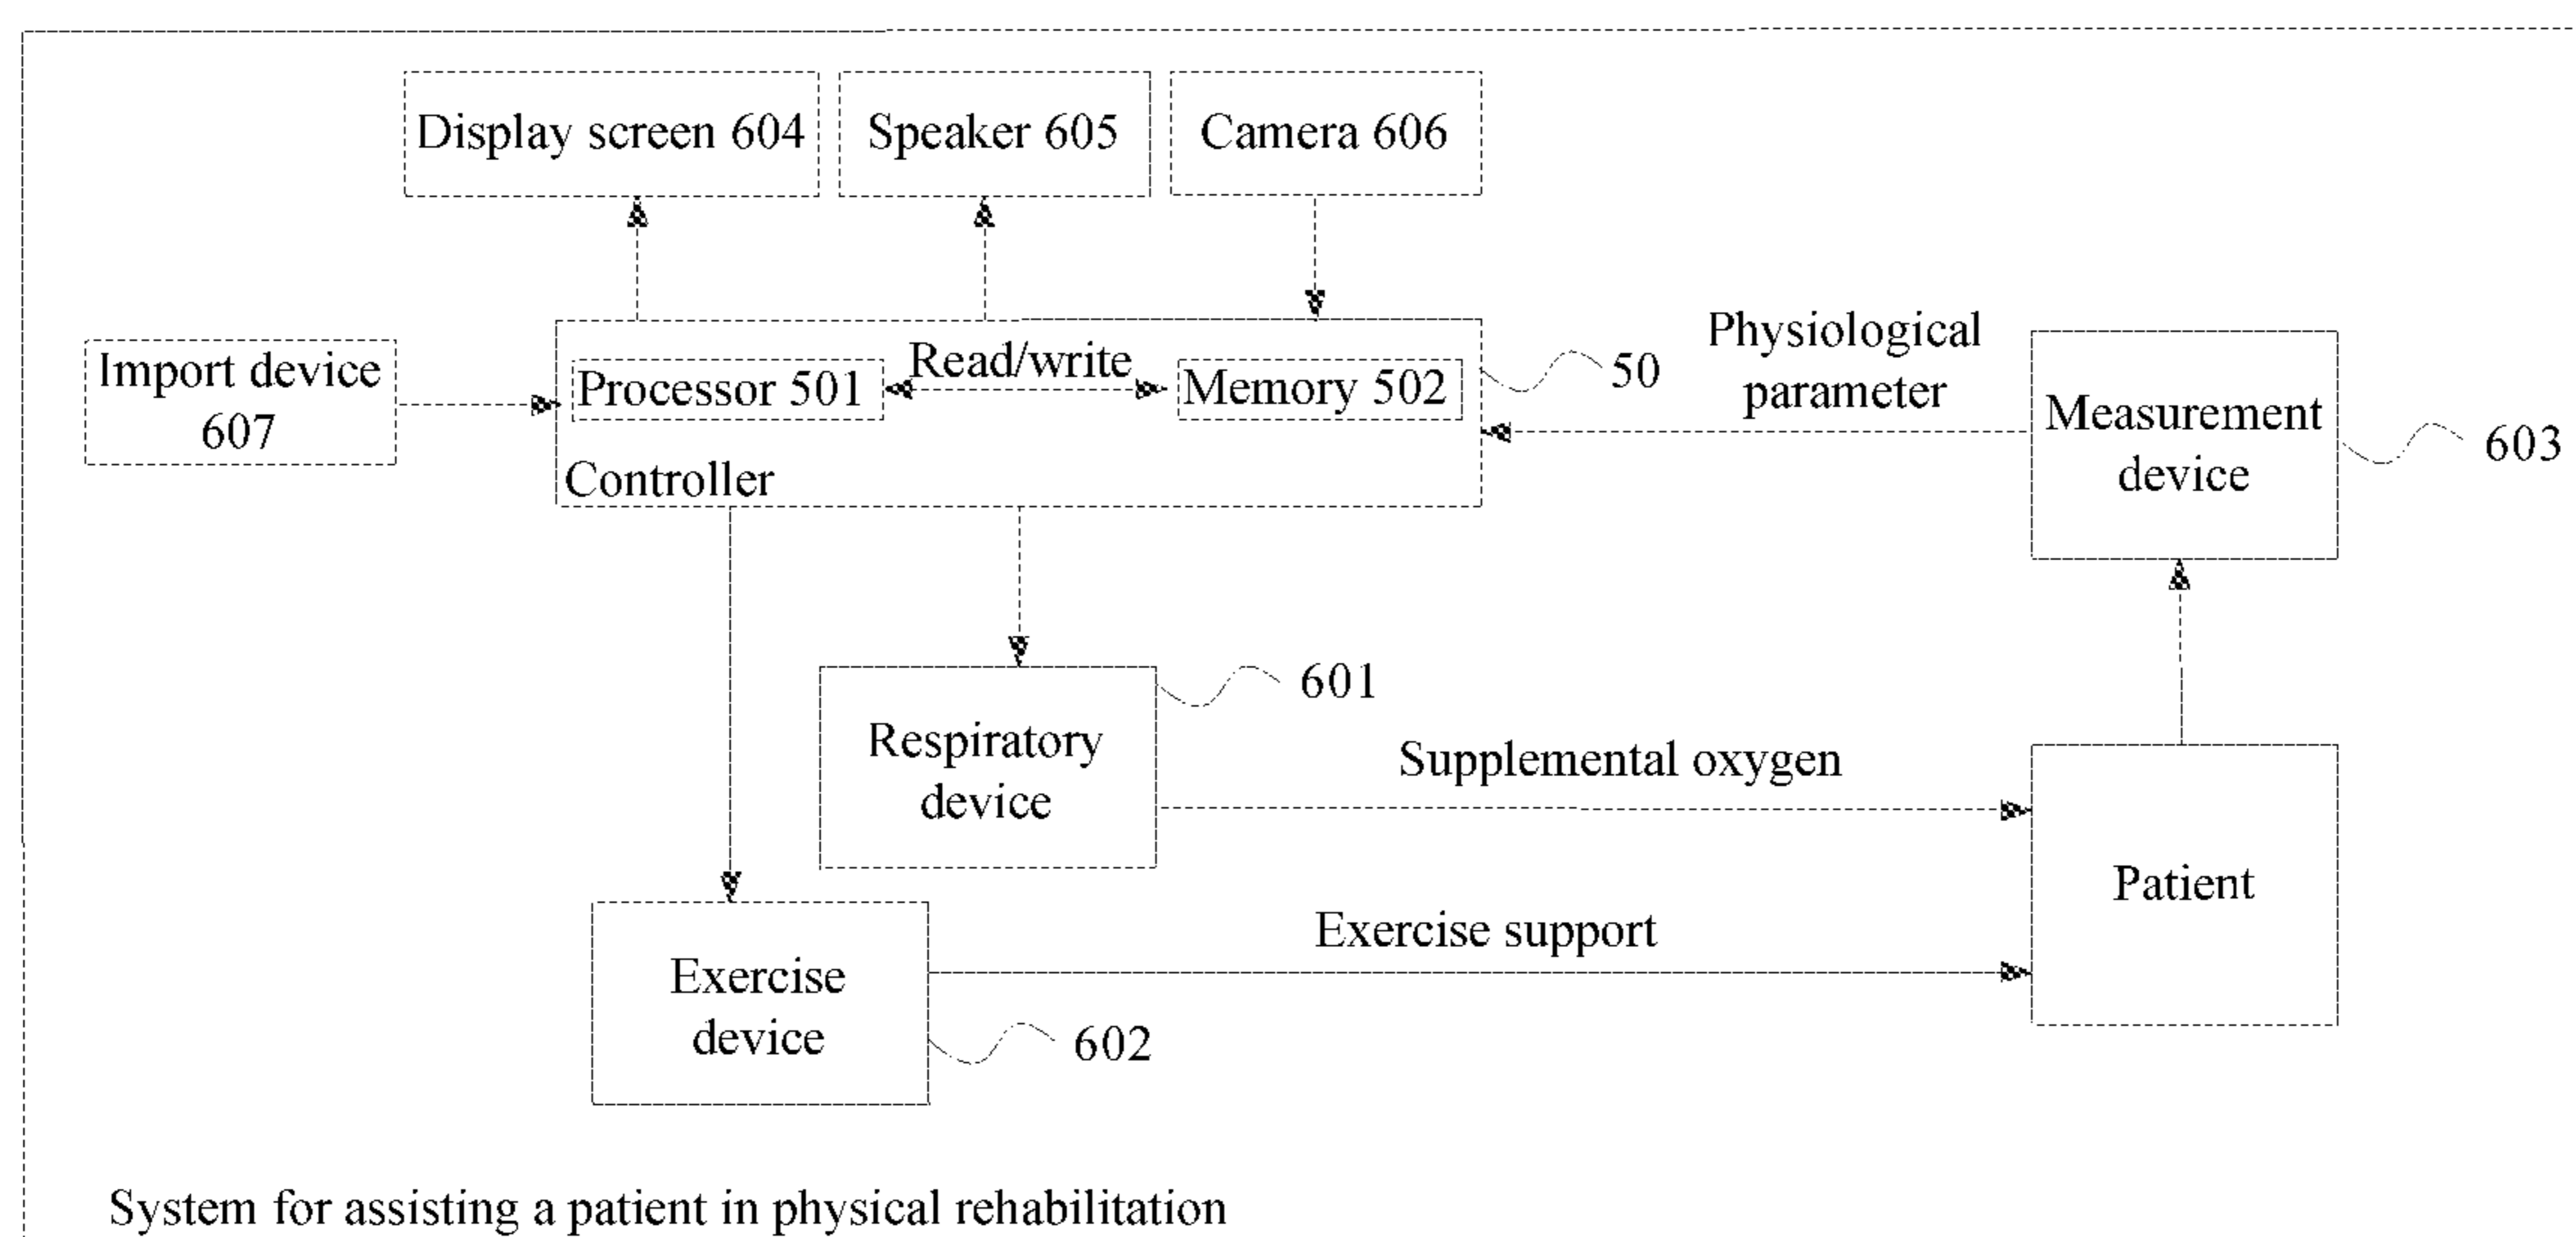 Display screen 604
Speaker 605
Camera 606
Import device
607
Processor 501
Read/write
Memory 502
Controller
50
Physiological
parameter
Measurement
device
603
Respiratory
device
601
Supplemental oxygen
Patient
Exercise support
Exercise
device
602
System for assisting a patient in physical rehabilitation